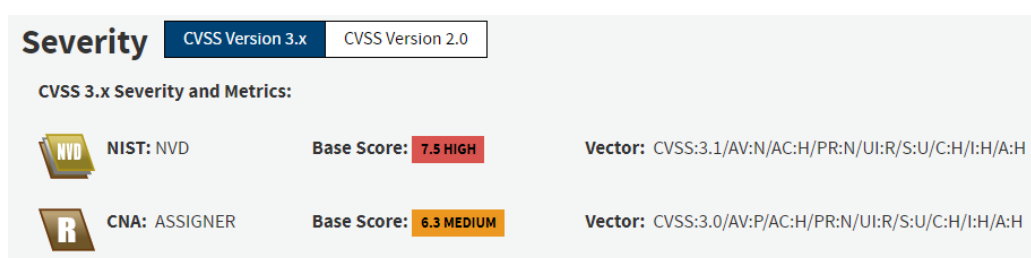 Severity CVSS Version 3.x CVSS Version 2.0
CVSS 3.x Severity and Metrics:
NVD NIST: NVD Base Score: 7.5 HIGH Vector: CVSS:3.1/AV:N/AC:H/PR:N/UI:R/S:U/C:H/I:H/A:H
R CNA: ASSIGNER Base Score: 6.3 MEDIUM Vector: CVSS:3.0/AV:P/AC:H/PR:N/UI:R/S:U/C:H/I:H/A:H